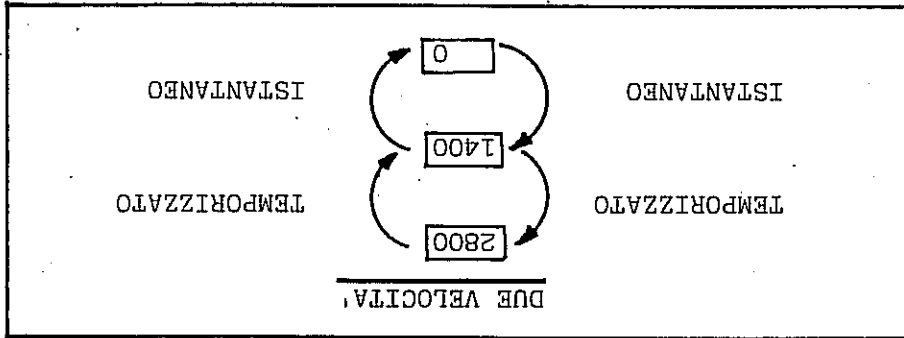 DUE VELOCITA'
2800
TEMPORIZZATO TEMPORIZZATO
1400
ISTANTANEO ISTANTANEO
0